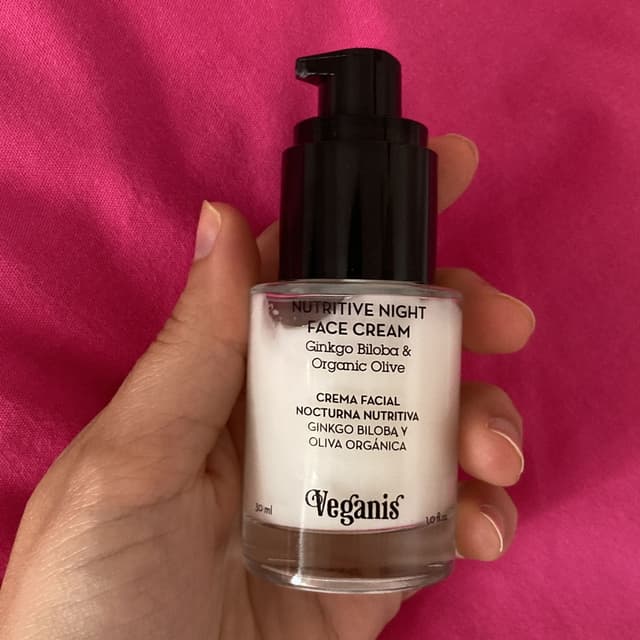 NUTRITIVE NIGHT
FACE CREAM
Ginkgo Biloba &
Organic Olive
CREMA FACIAL
NOCTURNA NUTRITIVA
GINKGO BILOBA Y
OLIVA ORGÁNICA
Veganis
30 ml
1.0 fl.